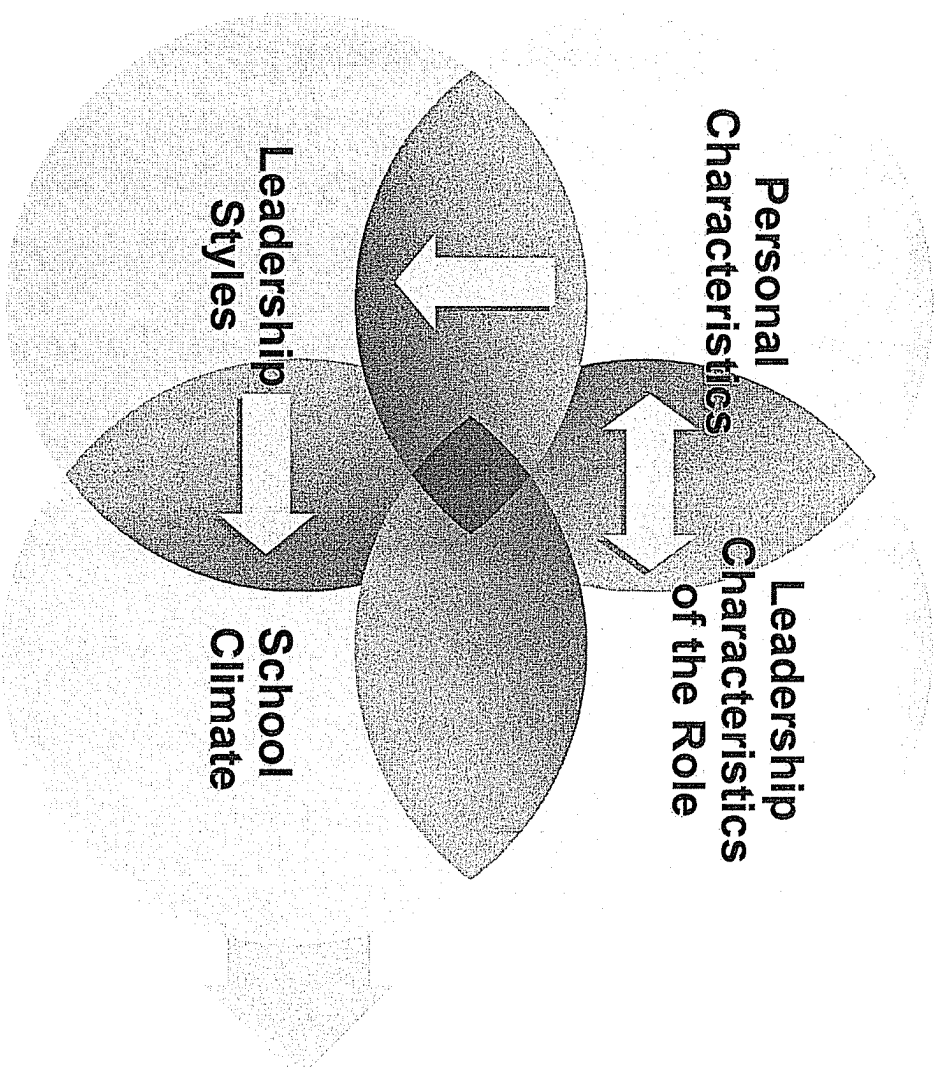 Personal
Characteristics
Leadership
Characteristics
of the Role
Leadership
Styles
School
Climate